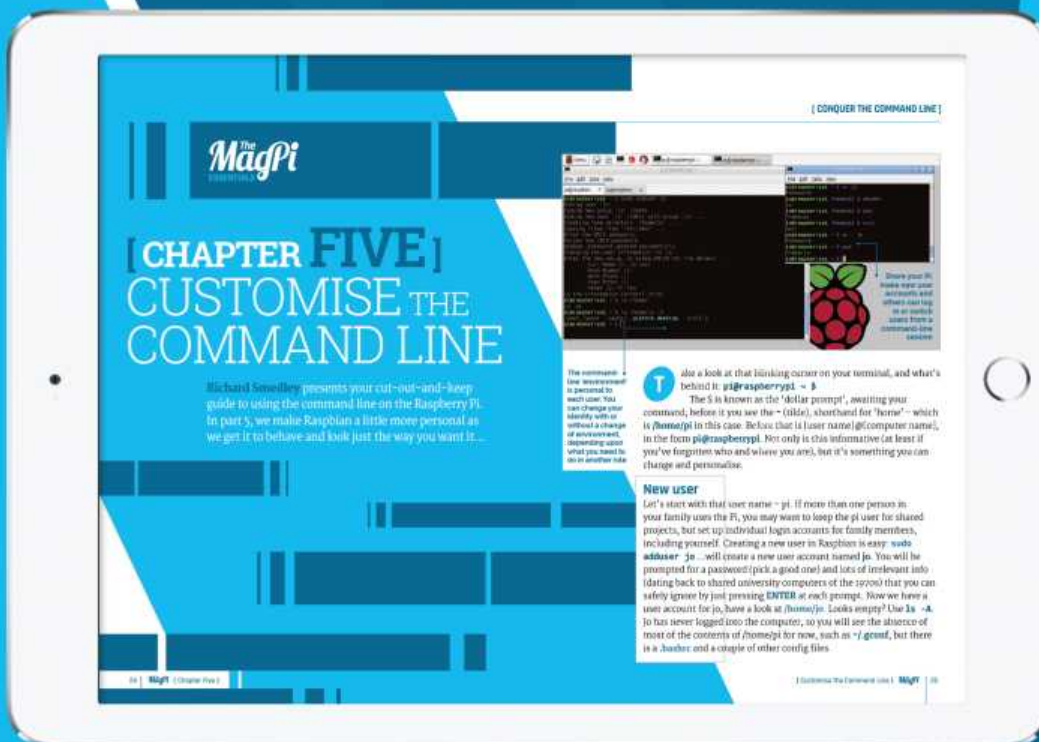 The
MagPi
ESSENTIALS
[ CHAPTER FIVE ]
CUSTOMISE THE
COMMAND LINE
Richard Smedley presents your cut-out-and-keep
guide to using the command line on the Raspberry Pi.
In part 5, we make Raspbian a little more personal as
we get it to behave and look just the way you want it...
MagPi [ Chapter Five ]
[ CONQUER THE COMMAND LINE ]
Share your Pi:
make new user
accounts and
others can log
in or switch
users from a
command-line
session
The command-
line environment
is personal to
each user. You
can change your
identity with or
without a change
of environment,
depending upon
what you need to
do in another role
Take a look at that blinking cursor on your terminal, and what's
behind it: pi@raspberrypi ~ $
The $ is known as the 'dollar prompt', awaiting your
command; before it you see the ~ (tilde), shorthand for 'home' – which
is /home/pi in this case. Before that is [user name]@[computer name],
in the form pi@raspberrypi. Not only is this informative (at least if
you've forgotten who and where you are), but it's something you can
change and personalise.
New user
Let's start with that user name – pi. If more than one person in
your family uses the Pi, you may want to keep the pi user for shared
projects, but set up individual login accounts for family members,
including yourself. Creating a new user in Raspbian is easy: sudo
adduser jo ...will create a new user account named jo. You will be
prompted for a password (pick a good one) and lots of irrelevant info
(dating back to shared university computers of the 1970s) that you can
safely ignore by just pressing ENTER at each prompt. Now we have a
user account for jo, have a look at /home/jo. Looks empty? Use ls -A.
Jo has never logged into the computer, so you will see the absence of
most of the contents of /home/pi for now, such as ~/.gconf, but there
is a .bashrc and a couple of other config files.
[ Customise The Command Line ] MagPi